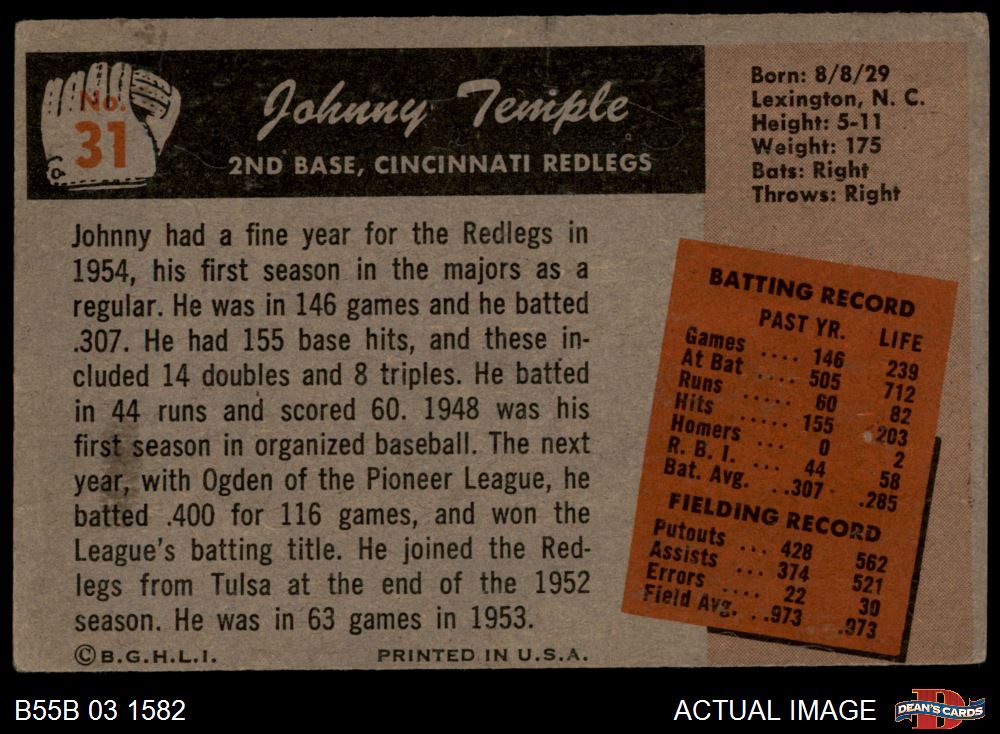 No.
31
Johnny Temple
2ND BASE, CINCINNATI REDLEGS
Born: 8/8/29
Lexington, N. C.
Height: 5-11
Weight: 175
Bats: Right
Throws: Right
Johnny had a fine year for the Redlegs in
1954, his first season in the majors as a
regular. He was in 146 games and he batted
.307. He had 155 base hits, and these in-
cluded 14 doubles and 8 triples. He batted
in 44 runs and scored 60. 1948 was his
first season in organized baseball. The next
year, with Ogden of the Pioneer League, he
batted .400 for 116 games, and won the
League's batting title. He joined the Red-
legs from Tulsa at the end of the 1952
season. He was in 63 games in 1953.
BATTING RECORD
PAST YR. LIFE
Games .... 146 239
At Bat .... 505 712
Runs ..... 60 82
Hits ..... 155 203
Homers ... 0 2
R. B. I. ... 44 58
Bat. Avg. ..307 .285
FIELDING RECORD
Putouts ... 428 562
Assists ... 374 521
Errors .... 22 30
Field Avg. ..973 .973
©B.G.H.L.I. PRINTED IN U.S.A.
B55B 03 1582
ACTUAL IMAGE
DEAN'S CARDS